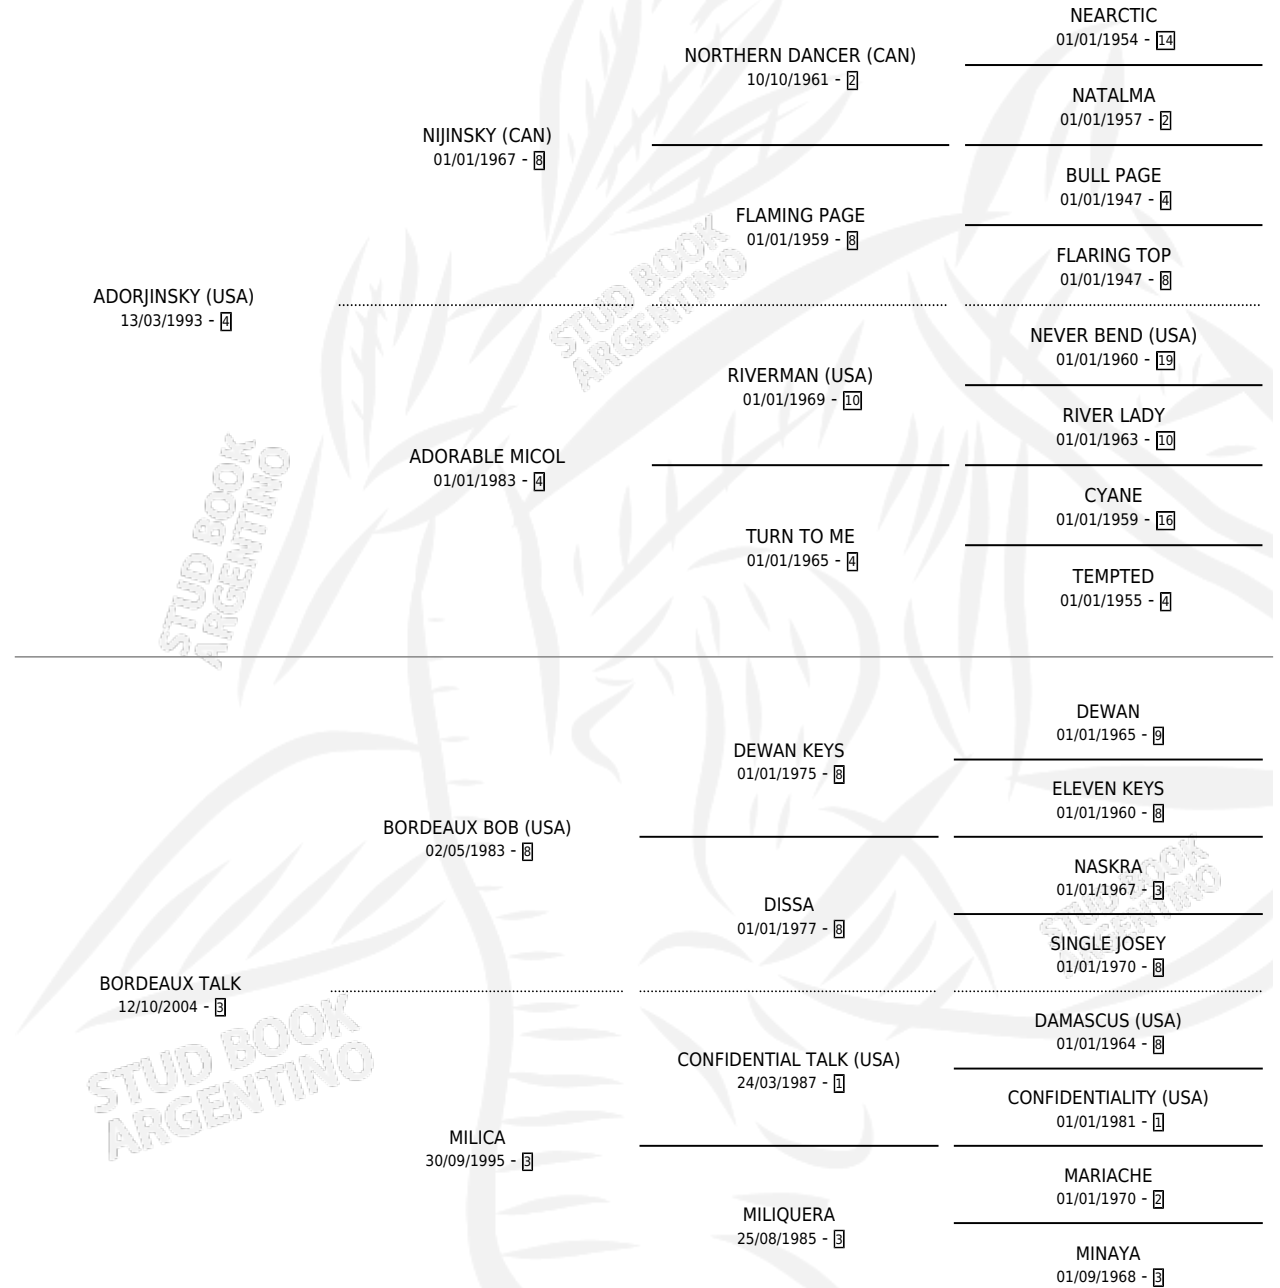 NEARCTIC
01/01/1954 - 14
NORTHERN DANCER (CAN)
10/10/1961 - 2
NATALMA
01/01/1957 - 2
NIJINSKY (CAN)
01/01/1967 - 8
BULL PAGE
01/01/1947 - 4
FLAMING PAGE
01/01/1959 - 8
FLARING TOP
01/01/1947 - 8
ADORJINSKY (USA)
13/03/1993 - 4
NEVER BEND (USA)
01/01/1960 - 19
RIVERMAN (USA)
01/01/1969 - 10
RIVER LADY
01/01/1963 - 10
ADORABLE MICOL
01/01/1983 - 4
CYANE
01/01/1959 - 16
TURN TO ME
01/01/1965 - 4
TEMPTED
01/01/1955 - 4
DEWAN
01/01/1965 - 9
DEWAN KEYS
01/01/1975 - 8
ELEVEN KEYS
01/01/1960 - 8
BORDEAUX BOB (USA)
02/05/1983 - 8
NASKRA
01/01/1967 - 3
DISSA
01/01/1977 - 8
SINGLE JOSEY
01/01/1970 - 8
BORDEAUX TALK
12/10/2004 - 3
DAMASCUS (USA)
01/01/1964 - 8
CONFIDENTIAL TALK (USA)
24/03/1987 - 1
CONFIDENTIALITY (USA)
01/01/1981 - 1
MILICA
30/09/1995 - 3
MARIACHE
01/01/1970 - 2
MILIQUERA
25/08/1985 - 3
MINAYA
01/09/1968 - 3
STUD BOOK
ARGENTINO
STUD BOOK
ARGENTINO
STUD BOOK
ARGENTINO
STUD BOOK
ARGENTINO